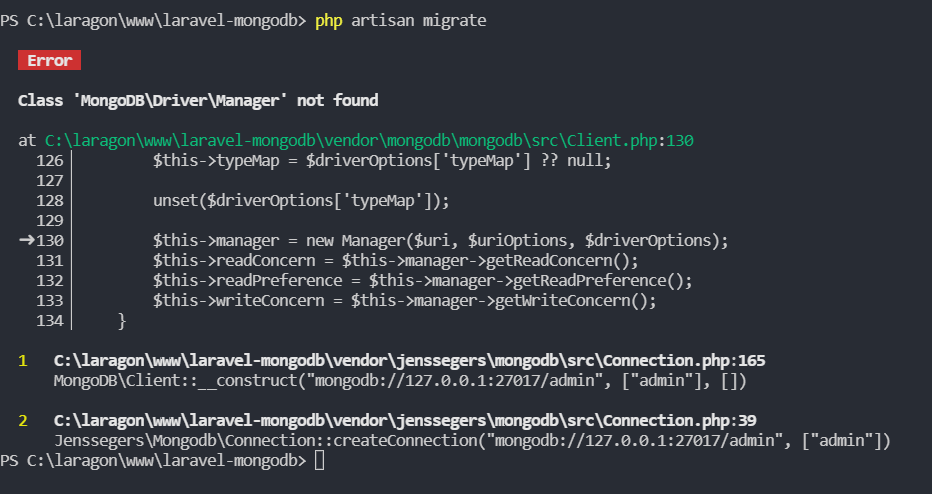 PS C:\laragon\www\laravel-mongodb> php artisan migrate
Error
Class 'MongoDB\Driver\Manager' not found
at C:\laragon\www\laravel-mongodb\vendor\mongodb\mongodb\src\Client.php:130
126|         $this->typeMap = $driverOptions['typeMap'] ?? null;
127|
128|         unset($driverOptions['typeMap']);
129|
➜130|         $this->manager = new Manager($uri, $uriOptions, $driverOptions);
131|         $this->readConcern = $this->manager->getReadConcern();
132|         $this->readPreference = $this->manager->getReadPreference();
133|         $this->writeConcern = $this->manager->getWriteConcern();
134|     }
1   C:\laragon\www\laravel-mongodb\vendor\jenssegers\mongodb\src\Connection.php:165
MongoDB\Client::__construct("mongodb://127.0.0.1:27017/admin", ["admin"], [])
2   C:\laragon\www\laravel-mongodb\vendor\jenssegers\mongodb\src\Connection.php:39
Jenssegers\Mongodb\Connection::createConnection("mongodb://127.0.0.1:27017/admin", ["admin"])
PS C:\laragon\www\laravel-mongodb>